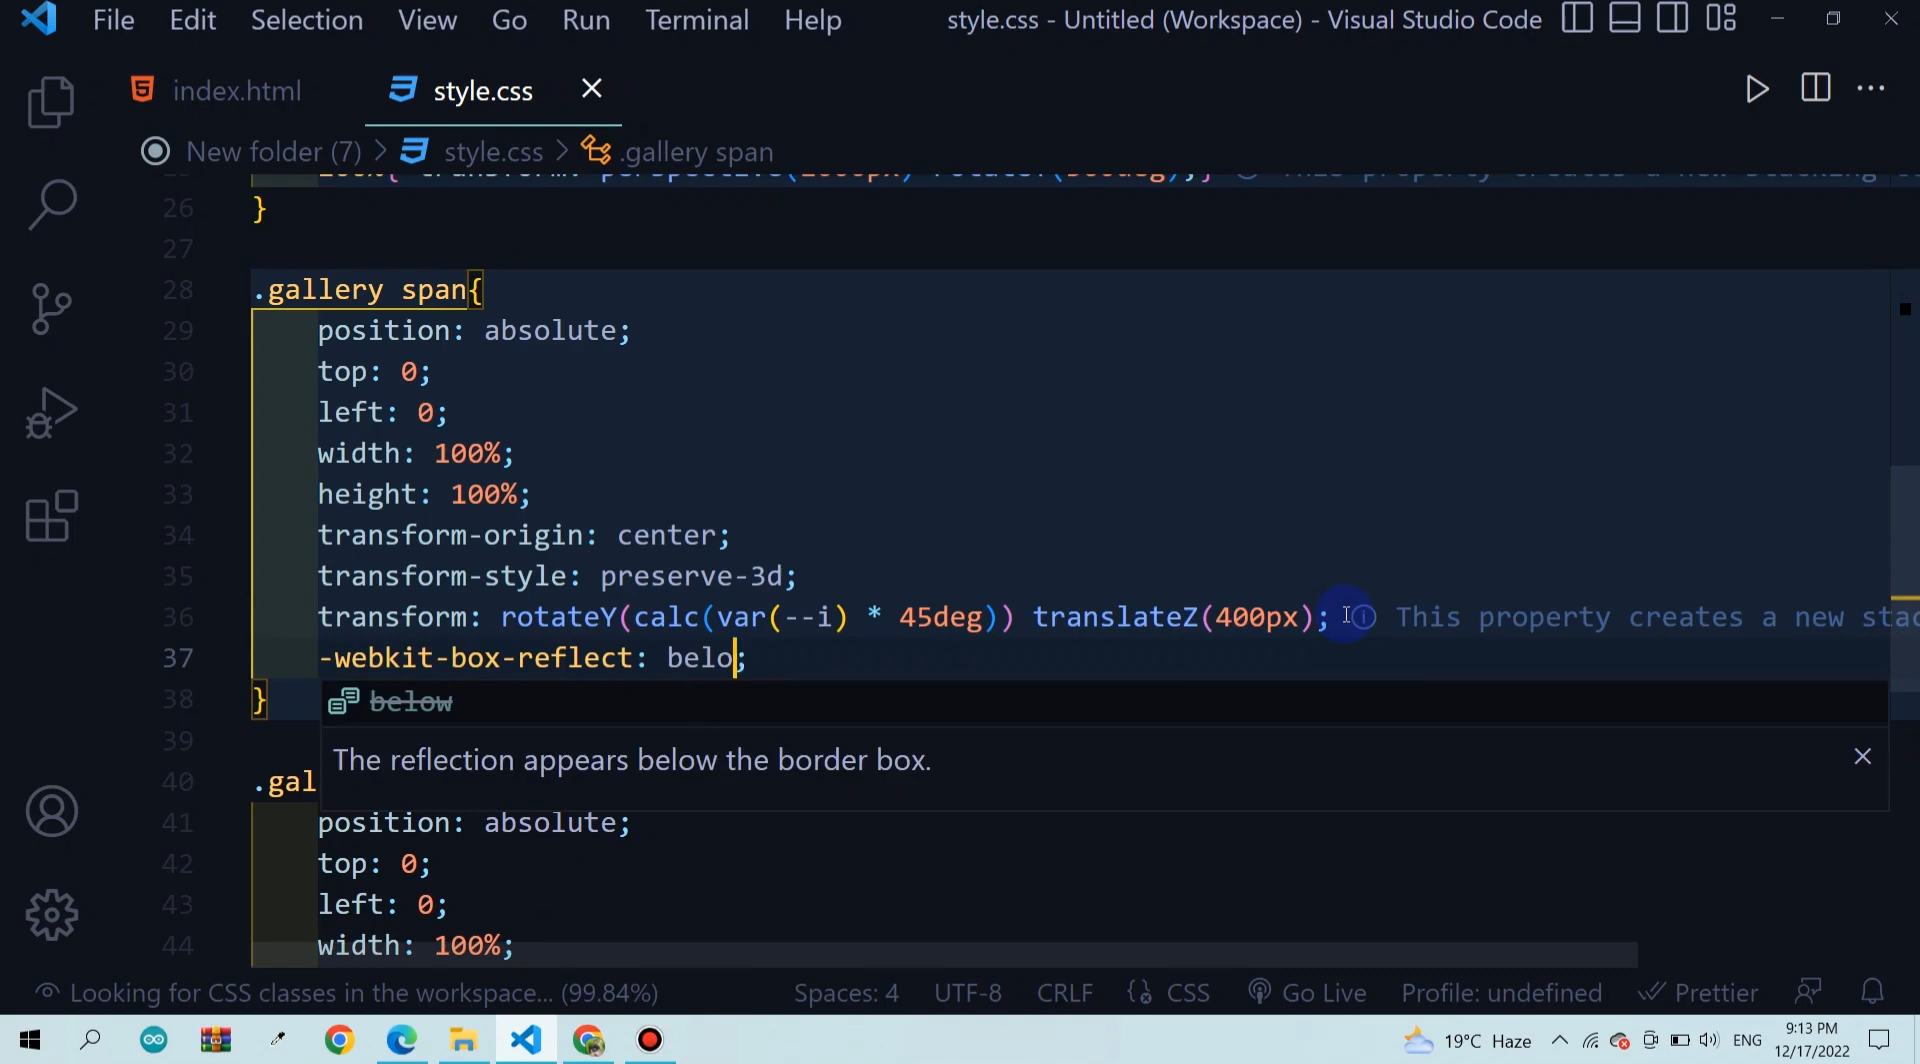 File Edit Selection View Go Run Terminal Help style.css - Untitled (Workspace) - Visual Studio Code
index.html style.css
New folder (7) > style.css > .gallery span
26 }
27
28 .gallery span{
29 position: absolute;
30 top: 0;
31 left: 0;
32 width: 100%;
33 height: 100%;
34 transform-origin: center;
35 transform-style: preserve-3d;
36 transform: rotateY(calc(var(--i) * 45deg)) translateZ(400px); This property creates a new stac
37 -webkit-box-reflect: belo;
38 } below
39 The reflection appears below the border box.
40 .gal
41 position: absolute;
42 top: 0;
43 left: 0;
44 width: 100%;
Looking for CSS classes in the workspace... (99.84%) Spaces: 4 UTF-8 CRLF {} CSS Go Live Profile: undefined Prettier
19°C Haze ENG 9:13 PM
12/17/2022